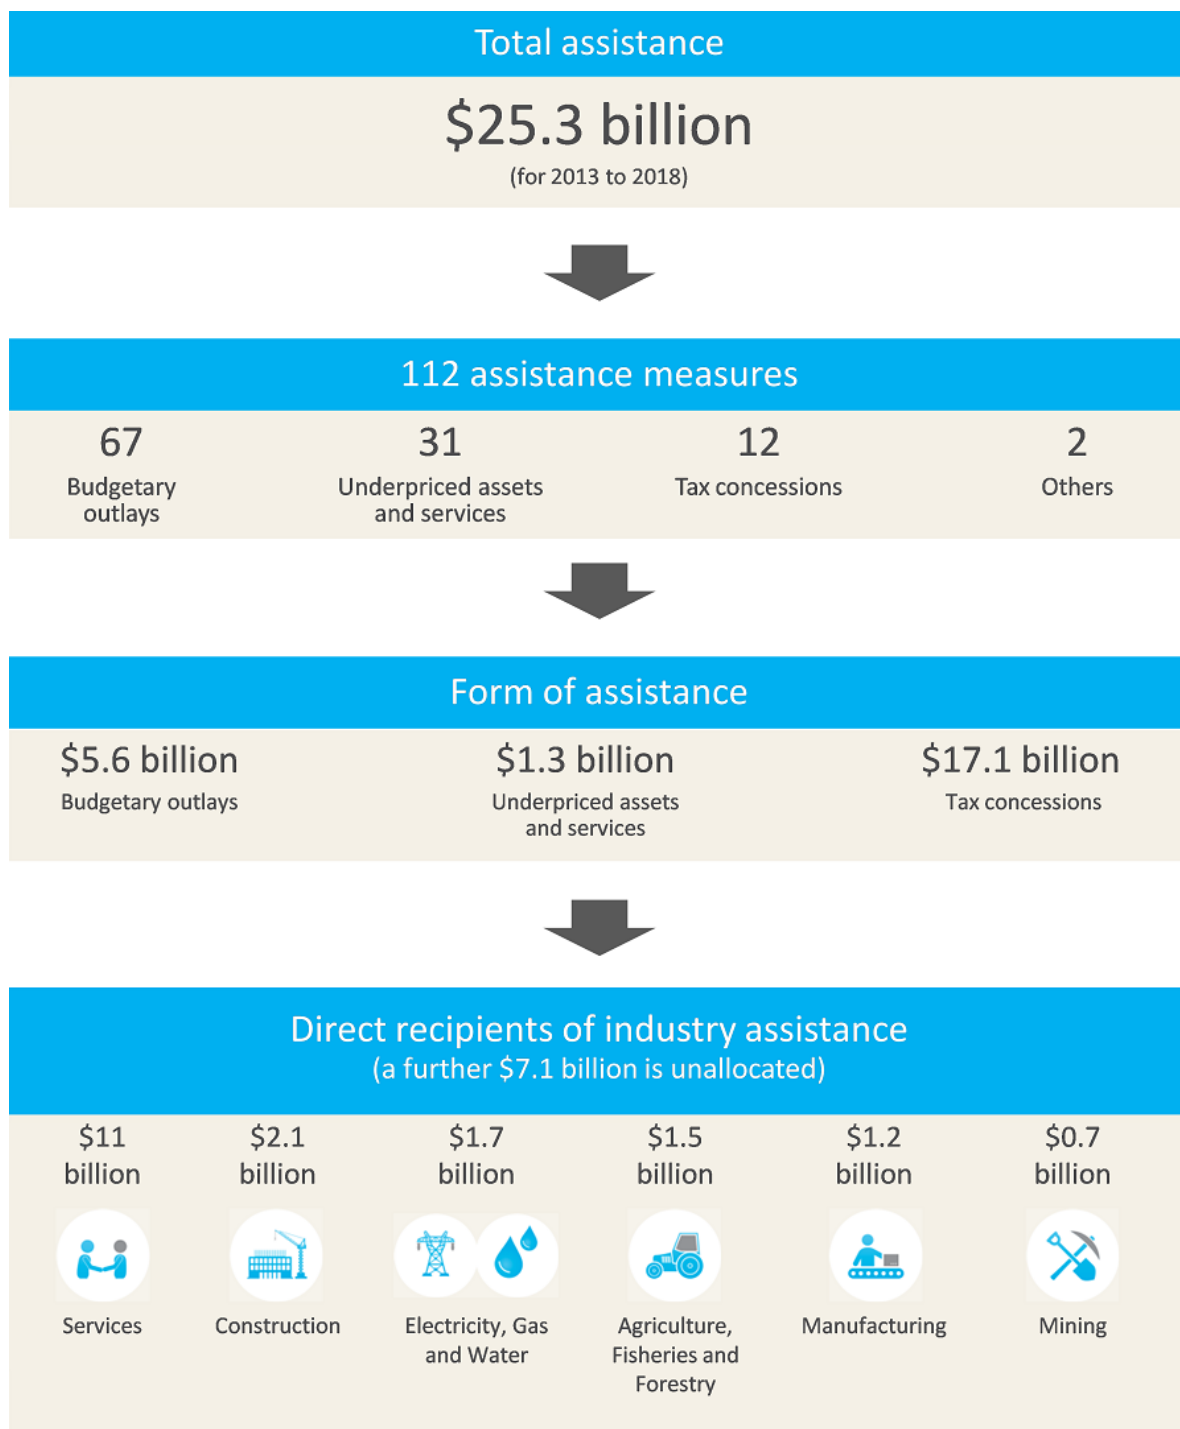 Total assistance
$25.3 billion
(for 2013 to 2018)
112 assistance measures
67
Budgetary
outlays
31
Underpriced assets
and services
12
Tax concessions
2
Others
Form of assistance
$5.6 billion
Budgetary outlays
$1.3 billion
Underpriced assets
and services
$17.1 billion
Tax concessions
Direct recipients of industry assistance
(a further $7.1 billion is unallocated)
$11
billion
Services
$2.1
billion
Construction
$1.7
billion
Electricity, Gas
and Water
$1.5
billion
Agriculture,
Fisheries and
Forestry
$1.2
billion
Manufacturing
$0.7
billion
Mining